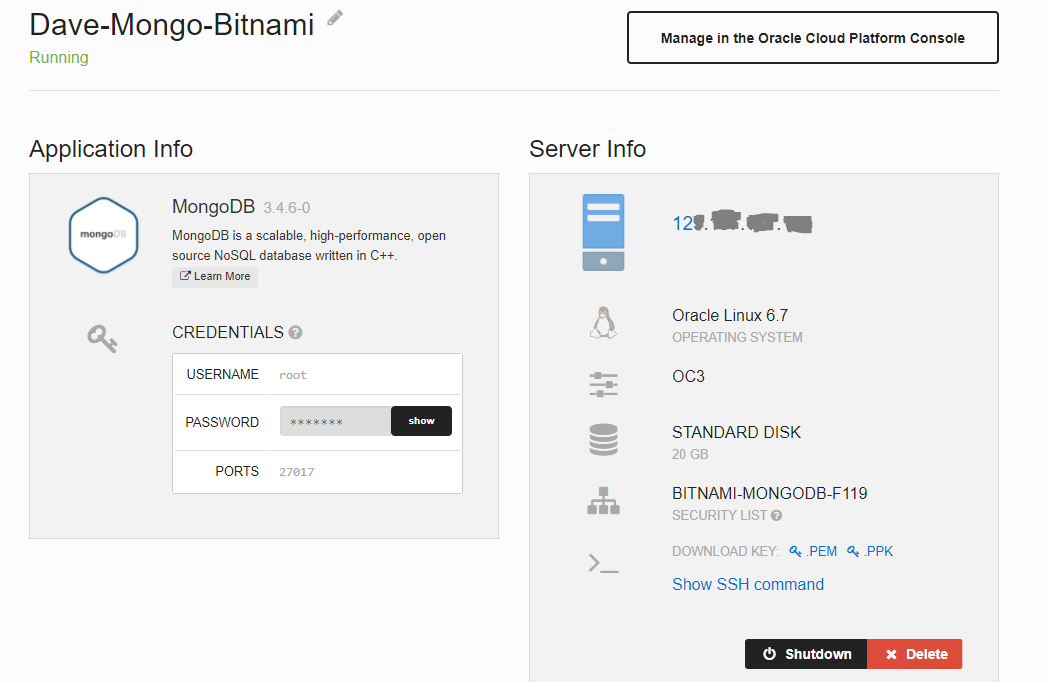 Dave-Mongo-Bitnami
Running
Manage in the Oracle Cloud Platform Console
Application Info
mongoDB
MongoDB 3.4.6-0
MongoDB is a scalable, high-performance, open
source NoSQL database written in C++.
Learn More
CREDENTIALS
USERNAME root
PASSWORD ******* show
PORTS 27017
Server Info
Oracle Linux 6.7
OPERATING SYSTEM
OC3
STANDARD DISK
20 GB
BITNAMI-MONGODB-F119
SECURITY LIST
DOWNLOAD KEY: .PEM .PPK
Show SSH command
Shutdown Delete